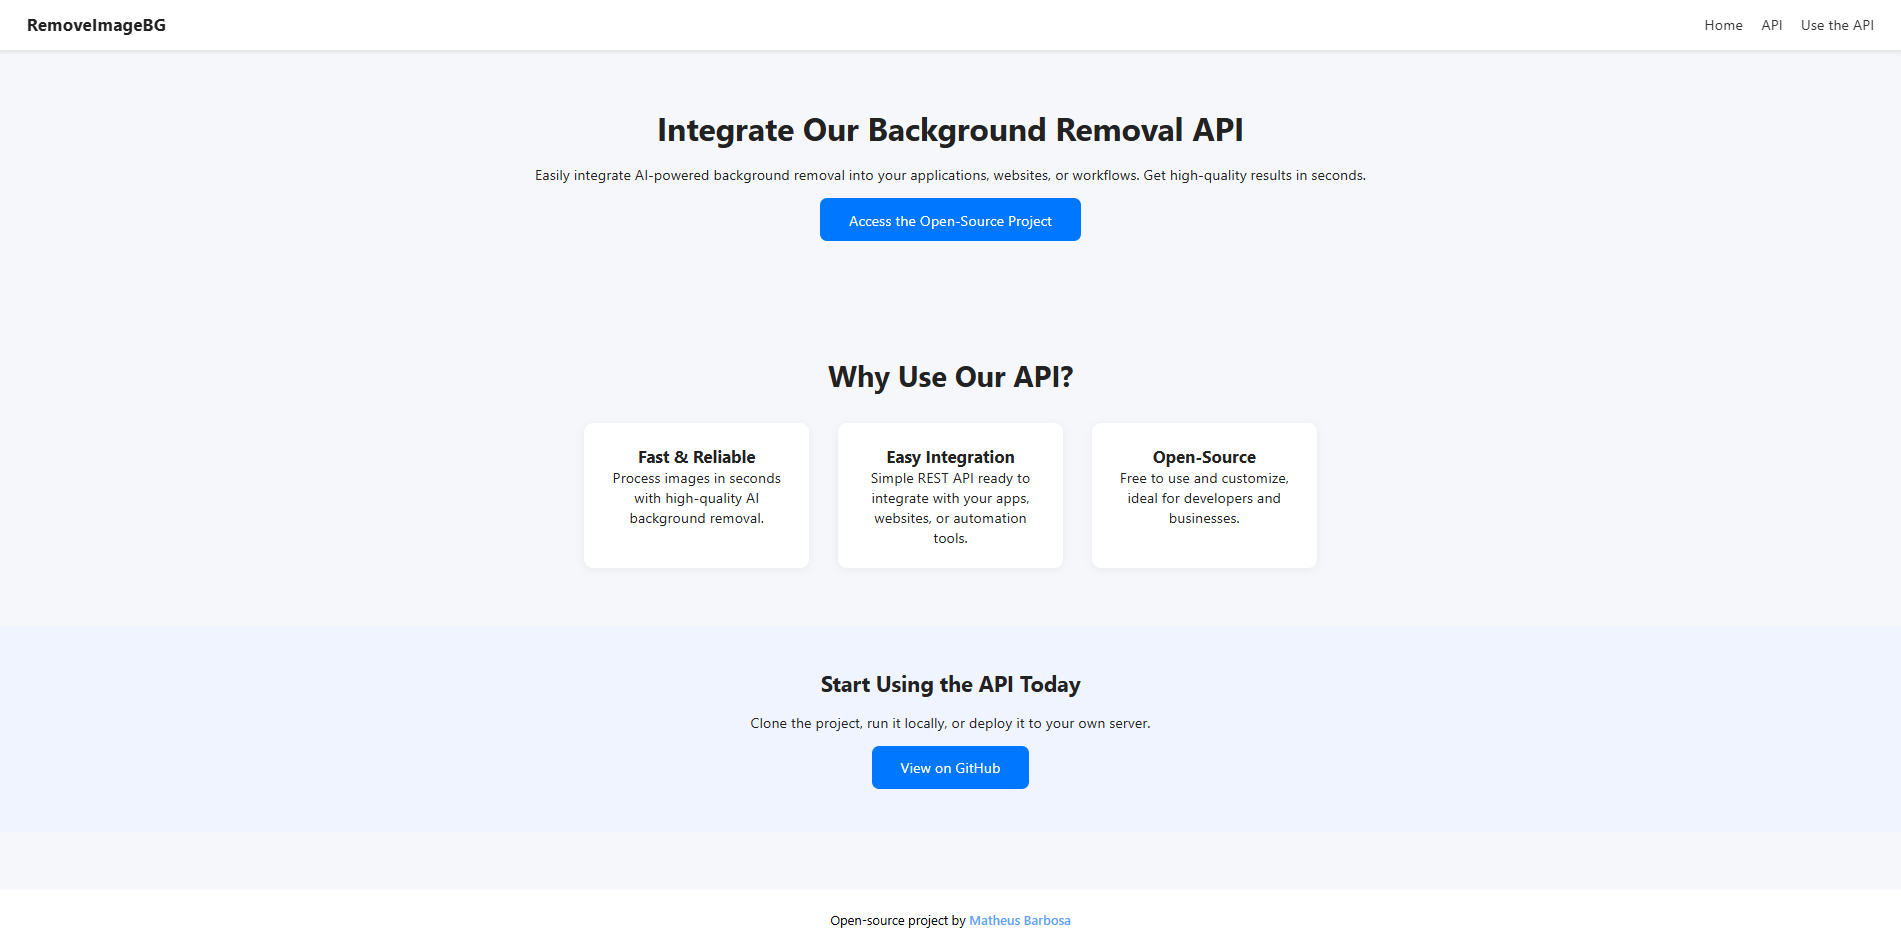 RemoveImageBG
Home API Use the API
Integrate Our Background Removal API
Easily integrate AI-powered background removal into your applications, websites, or workflows. Get high-quality results in seconds.
Access the Open-Source Project
Why Use Our API?
Fast & Reliable
Process images in seconds
with high-quality AI
background removal.
Easy Integration
Simple REST API ready to
integrate with your apps,
websites, or automation
tools.
Open-Source
Free to use and customize,
ideal for developers and
businesses.
Start Using the API Today
Clone the project, run it locally, or deploy it to your own server.
View on GitHub
Open-source project by Matheus Barbosa